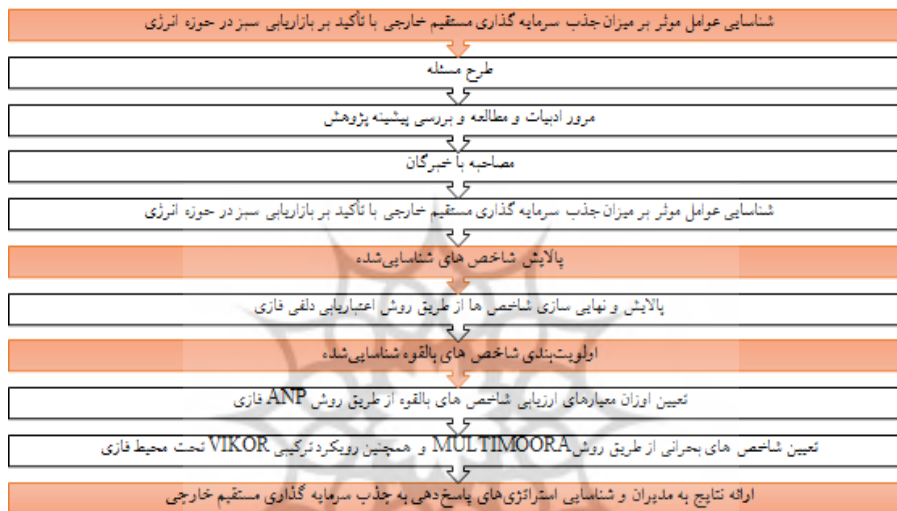 شناسایی عوامل موثر بر میزان جذب سرمایه گذاری مستقیم خارجی با تأکید بر بازاریابی سبز در حوزه انرژی
طرح مسئله
مرور ادبیات و مطالعه و بررسی پیشینه پژوهش
مصاحبه با خبرگان
شناسایی عوامل موثر بر میزان جذب سرمایه گذاری مستقیم خارجی با تأکید بر بازاریابی سبز در حوزه انرژی
پالایش شاخص های شناسایی‌شده
پالایش و نهایی سازی شاخص ها از طریق روش اعتباریابی دلفی فازی
اولویت‌بندی شاخص های بالقوه شناسایی‌شده
تعیین اوزان معیارهای ارزیابی شاخص های بالقوه از طریق روش ANP فازی
تعیین شاخص های بحرانی از طریق روش MULTIMOORA و همچنین رویکرد ترکیبی VIKOR تحت محیط فازی
ارائه نتایج به مدیران و شناسایی استراتژی‌های پاسخ‌دهی به جذب سرمایه گذاری مستقیم خارجی